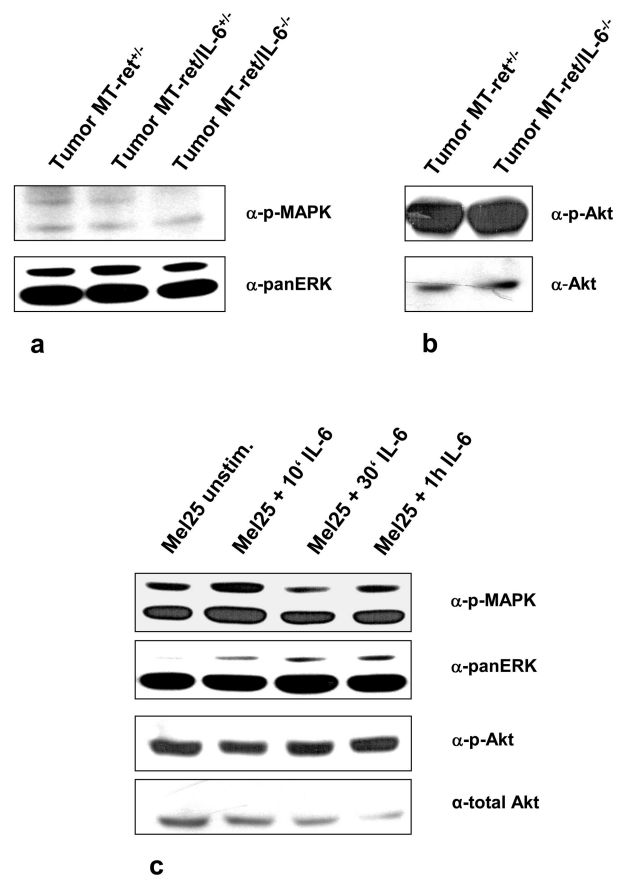 Tumor MT-ret+/-
Tumor MT-ret/IL-6+/-
Tumor MT-ret/IL-6-/-
α-p-MAPK
α-panERK
a
Tumor MT-ret+/-
Tumor MT-ret/IL-6-/-
α-p-Akt
α-Akt
b
Mel25 unstim.
Mel25 + 10‘ IL-6
Mel25 + 30‘ IL-6
Mel25 + 1h IL-6
α-p-MAPK
α-panERK
α-p-Akt
α-total Akt
c